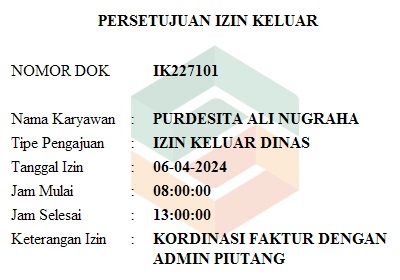 PERSETUJUAN IZIN KELUAR
NOMOR DOK IK227101
Nama Karyawan : PURDESITA ALI NUGRAHA
Tipe Pengajuan : IZIN KELUAR DINAS
Tanggal Izin : 06-04-2024
Jam Mulai : 08:00:00
Jam Selesai : 13:00:00
Keterangan Izin : KORDINASI FAKTUR DENGAN
ADMIN PIUTANG